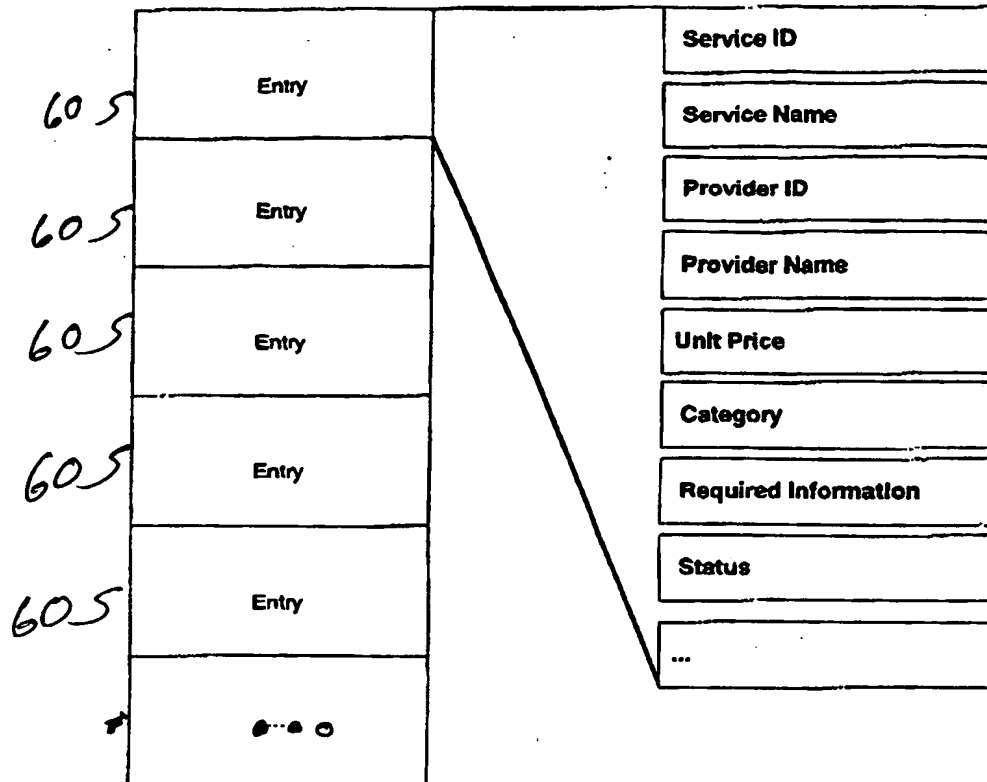 605 Entry
605 Entry
605 Entry
605 Entry
605 Entry
Service ID
Service Name
Provider ID
Provider Name
Unit Price
Category
Required Information
Status
...